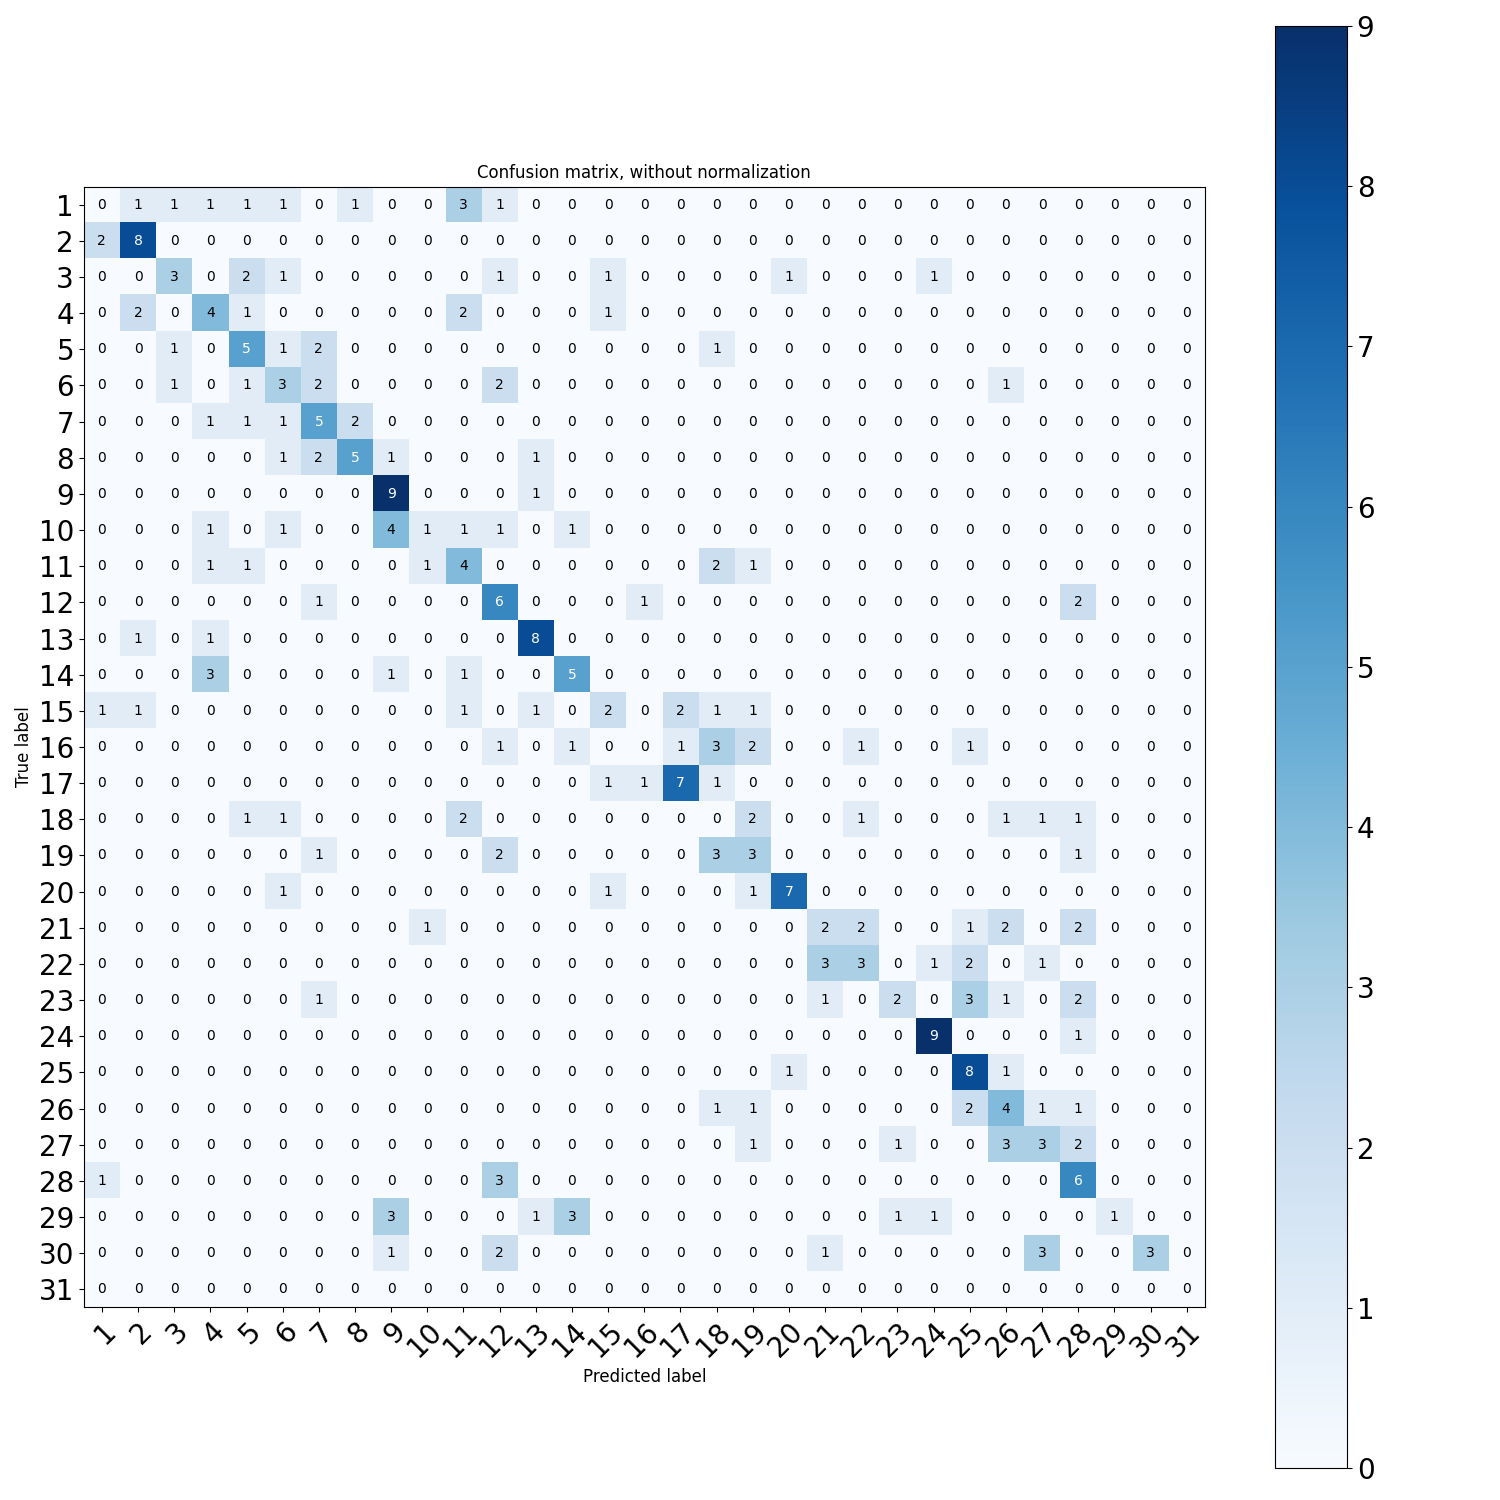 Confusion matrix, without normalization
1 0 1 1 1 1 1 0 1 0 0 3 1 0 0 0 0 0 0 0 0 0 0 0 0 0 0 0 0 0 0 0
2 2 8 0 0 0 0 0 0 0 0 0 0 0 0 0 0 0 0 0 0 0 0 0 0 0 0 0 0 0 0 0
3 0 0 3 0 2 1 0 0 0 0 0 1 0 0 1 0 0 0 0 1 0 0 0 1 0 0 0 0 0 0 0
4 0 2 0 4 1 0 0 0 0 0 2 0 0 0 1 0 0 0 0 0 0 0 0 0 0 0 0 0 0 0 0
5 0 0 1 0 5 1 2 0 0 0 0 0 0 0 0 0 0 1 0 0 0 0 0 0 0 0 0 0 0 0 0
6 0 0 1 0 1 3 2 0 0 0 0 2 0 0 0 0 0 0 0 0 0 0 0 0 0 1 0 0 0 0 0
7 0 0 0 1 1 1 5 2 0 0 0 0 0 0 0 0 0 0 0 0 0 0 0 0 0 0 0 0 0 0 0
8 0 0 0 0 0 1 2 5 1 0 0 0 1 0 0 0 0 0 0 0 0 0 0 0 0 0 0 0 0 0 0
9 0 0 0 0 0 0 0 0 9 0 0 0 1 0 0 0 0 0 0 0 0 0 0 0 0 0 0 0 0 0 0
10 0 0 0 1 0 1 0 0 4 1 1 1 0 1 0 0 0 0 0 0 0 0 0 0 0 0 0 0 0 0 0
11 0 0 0 1 1 0 0 0 0 1 4 0 0 0 0 0 0 2 1 0 0 0 0 0 0 0 0 0 0 0 0
12 0 0 0 0 0 0 1 0 0 0 0 6 0 0 0 1 0 0 0 0 0 0 0 0 0 0 0 2 0 0 0
13 0 1 0 1 0 0 0 0 0 0 0 0 8 0 0 0 0 0 0 0 0 0 0 0 0 0 0 0 0 0 0
14 0 0 0 3 0 0 0 0 1 0 1 0 0 5 0 0 0 0 0 0 0 0 0 0 0 0 0 0 0 0 0
15 1 1 0 0 0 0 0 0 0 0 1 0 1 0 2 0 2 1 1 0 0 0 0 0 0 0 0 0 0 0 0
16 0 0 0 0 0 0 0 0 0 0 0 1 0 1 0 0 1 3 2 0 0 1 0 0 1 0 0 0 0 0 0
17 0 0 0 0 0 0 0 0 0 0 0 0 0 0 1 1 7 1 0 0 0 0 0 0 0 0 0 0 0 0 0
18 0 0 0 0 1 1 0 0 0 0 2 0 0 0 0 0 0 0 2 0 0 1 0 0 0 1 1 1 0 0 0
19 0 0 0 0 0 0 1 0 0 0 0 2 0 0 0 0 0 3 3 0 0 0 0 0 0 0 0 1 0 0 0
20 0 0 0 0 0 1 0 0 0 0 0 0 0 0 1 0 0 0 1 7 0 0 0 0 0 0 0 0 0 0 0
21 0 0 0 0 0 0 0 0 0 1 0 0 0 0 0 0 0 0 0 0 2 2 0 0 1 2 0 2 0 0 0
22 0 0 0 0 0 0 0 0 0 0 0 0 0 0 0 0 0 0 0 0 3 3 0 1 2 0 1 0 0 0 0
23 0 0 0 0 0 0 1 0 0 0 0 0 0 0 0 0 0 0 0 0 1 0 2 0 3 1 0 2 0 0 0
24 0 0 0 0 0 0 0 0 0 0 0 0 0 0 0 0 0 0 0 0 0 0 0 9 0 0 0 1 0 0 0
25 0 0 0 0 0 0 0 0 0 0 0 0 0 0 0 0 0 0 0 1 0 0 0 0 8 1 0 0 0 0 0
26 0 0 0 0 0 0 0 0 0 0 0 0 0 0 0 0 0 1 1 0 0 0 0 0 2 4 1 1 0 0 0
27 0 0 0 0 0 0 0 0 0 0 0 0 0 0 0 0 0 0 1 0 0 0 1 0 0 3 3 2 0 0 0
28 1 0 0 0 0 0 0 0 0 0 0 3 0 0 0 0 0 0 0 0 0 0 0 0 0 0 0 6 0 0 0
29 0 0 0 0 0 0 0 0 3 0 0 0 1 3 0 0 0 0 0 0 0 0 1 1 0 0 0 0 1 0 0
30 0 0 0 0 0 0 0 0 1 0 0 2 0 0 0 0 0 0 0 0 1 0 0 0 0 0 3 0 0 3 0
31 0 0 0 0 0 0 0 0 0 0 0 0 0 0 0 0 0 0 0 0 0 0 0 0 0 0 0 0 0 0 0
1 2 3 4 5 6 7 8 9 10 11 12 13 14 15 16 17 18 19 20 21 22 23 24 25 26 27 28 29 30 31
Predicted label
True label
9
8
7
6
5
4
3
2
1
0